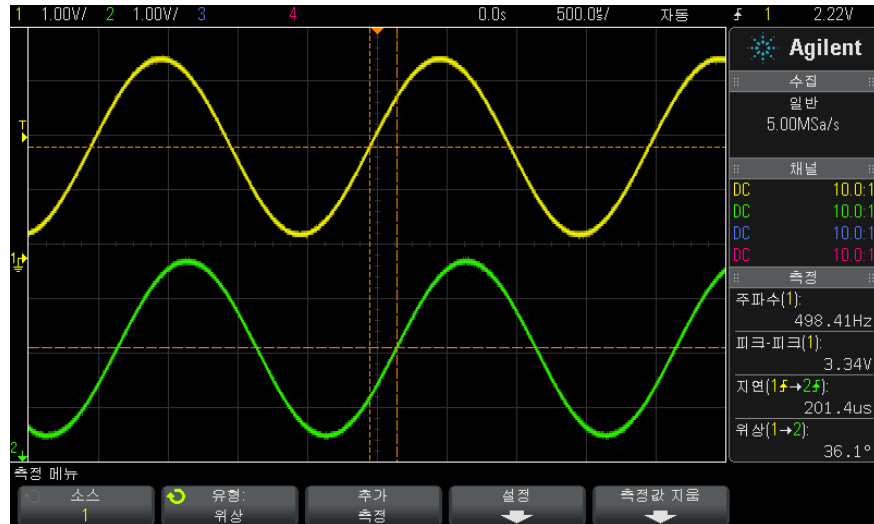 1 1.00V/ 2 1.00V/ 3 4 0.0s 500.0㎲/ 자동 1 2.22V
Agilent
수집
일반
5.00MSa/s
채널
DC 10.0:1
DC 10.0:1
DC 10.0:1
DC 10.0:1
측정
주파수(1):
498.41Hz
피크-피크(1):
3.34V
지연(1→2):
201.4us
위상(1→2):
36.1°
T
1
2
측정 메뉴
소스
1
유형:
위상
추가
측정
설정
측정값 지움